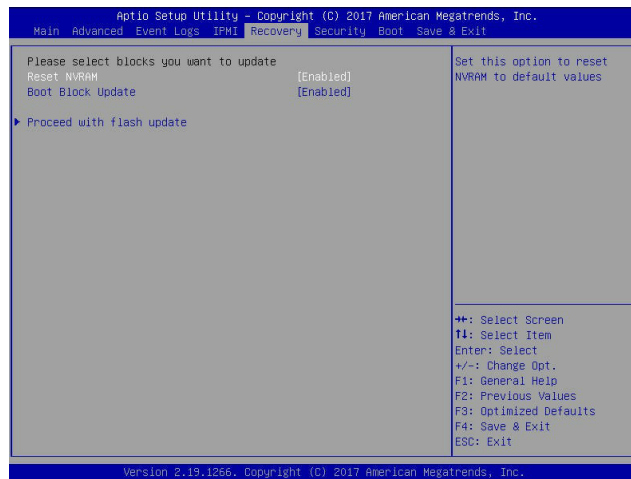 Aptio Setup Utility – Copyright (C) 2017 American Megatrends, Inc.
Main Advanced Event Logs IPMI Recovery Security Boot Save & Exit
Please select blocks you want to update
Reset NVRAM [Enabled]
Boot Block Update [Enabled]
Proceed with flash update
Set this option to reset
NVRAM to default values
→←: Select Screen
↑↓: Select Item
Enter: Select
+/-: Change Opt.
F1: General Help
F2: Previous Values
F3: Optimized Defaults
F4: Save & Exit
ESC: Exit
Version 2.19.1266. Copyright (C) 2017 American Megatrends, Inc.